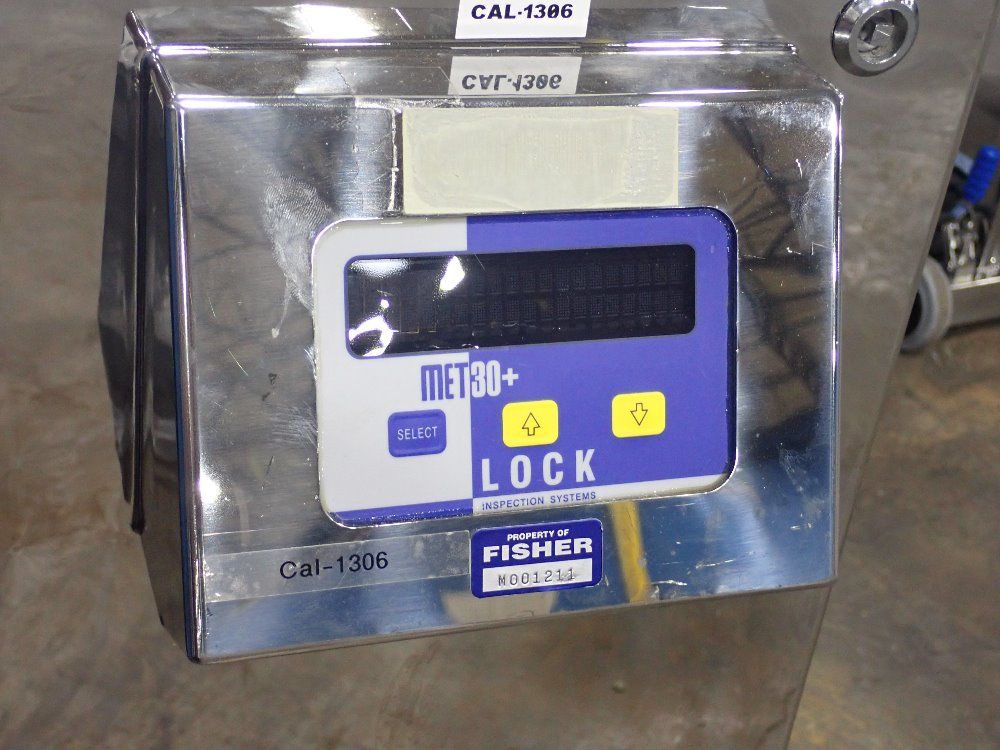 CAL-1306
CAL-1306
MET30+
SELECT
LOCK
INSPECTION SYSTEMS
Cal-1306
PROPERTY OF
FISHER
M001211